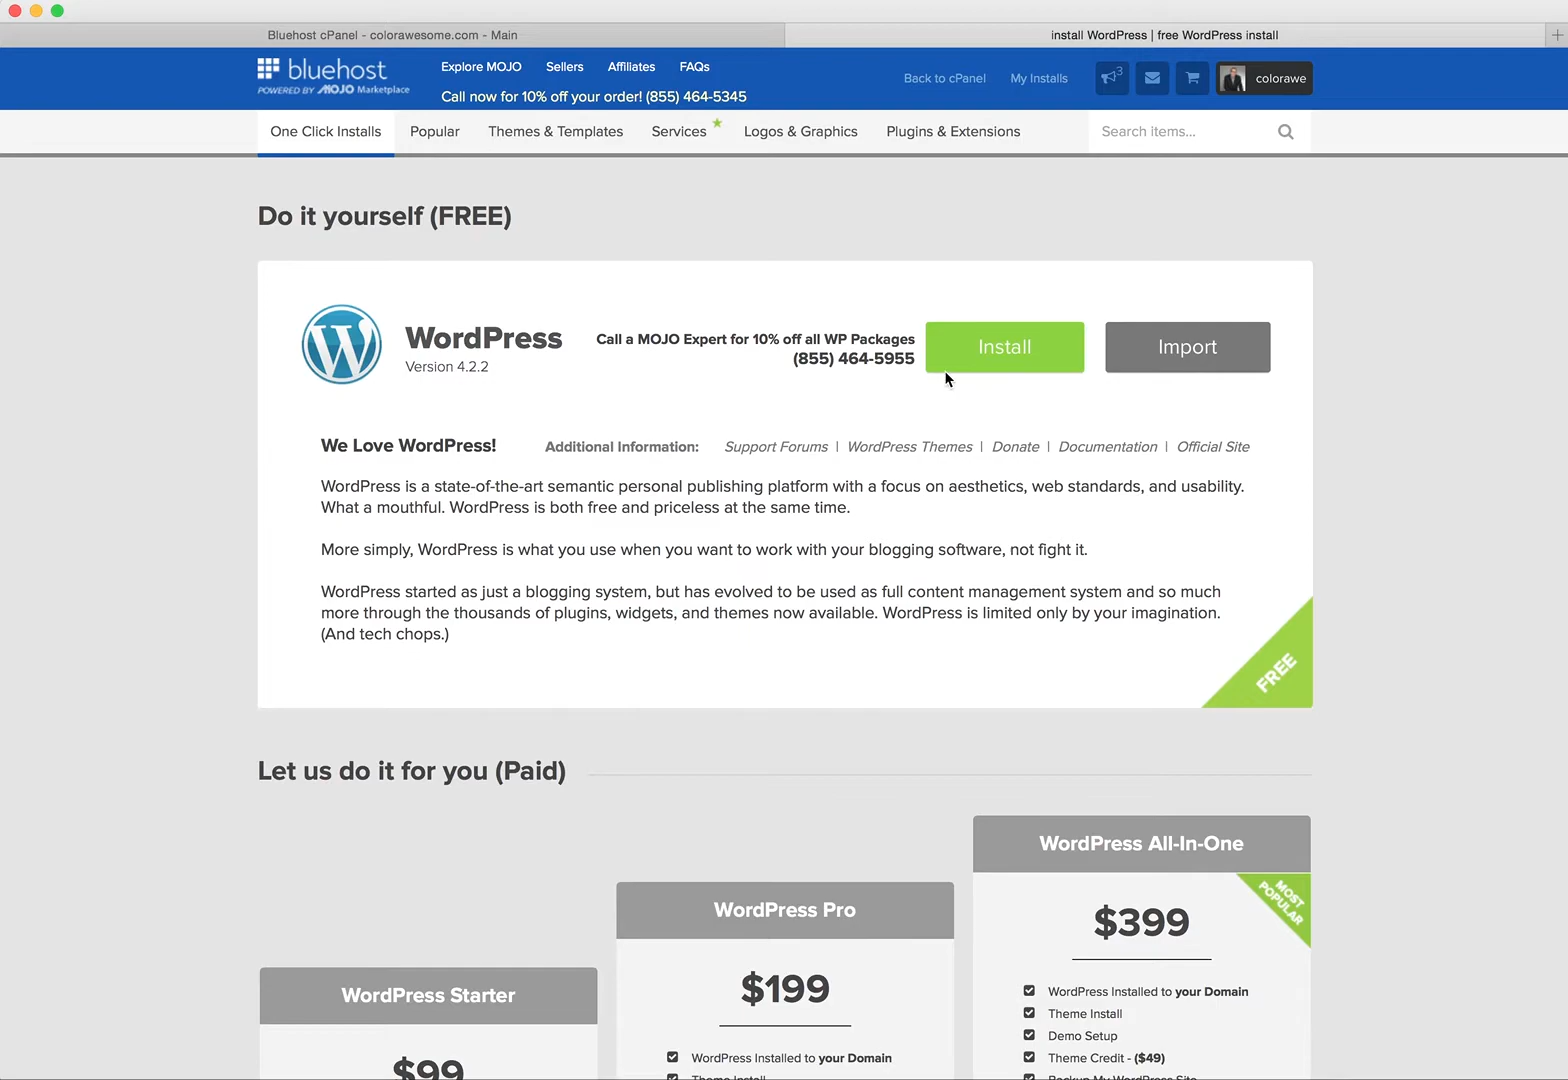 Bluehost cPanel - colorawesome.com - Main
install WordPress | free WordPress install
bluehost
POWERED BY MOJO Marketplace
Explore MOJO Sellers Affiliates FAQs
Call now for 10% off your order! (855) 464-5345
Back to cPanel My Installs 3 colorawe
One Click Installs Popular Themes & Templates Services Logos & Graphics Plugins & Extensions Search items...
Do it yourself (FREE)
WordPress
Version 4.2.2
Call a MOJO Expert for 10% off all WP Packages
(855) 464-5955
Install
Import
We Love WordPress! Additional Information: Support Forums | WordPress Themes | Donate | Documentation | Official Site
WordPress is a state-of-the-art semantic personal publishing platform with a focus on aesthetics, web standards, and usability.
What a mouthful. WordPress is both free and priceless at the same time.
More simply, WordPress is what you use when you want to work with your blogging software, not fight it.
WordPress started as just a blogging system, but has evolved to be used as full content management system and so much
more through the thousands of plugins, widgets, and themes now available. WordPress is limited only by your imagination.
(And tech chops.)
FREE
Let us do it for you (Paid)
WordPress Starter
$99
WordPress Pro
$199
WordPress Installed to your Domain
Theme Install
WordPress All-In-One
MOST POPULAR
$399
WordPress Installed to your Domain
Theme Install
Demo Setup
Theme Credit - ($49)
Backup My WordPress Site